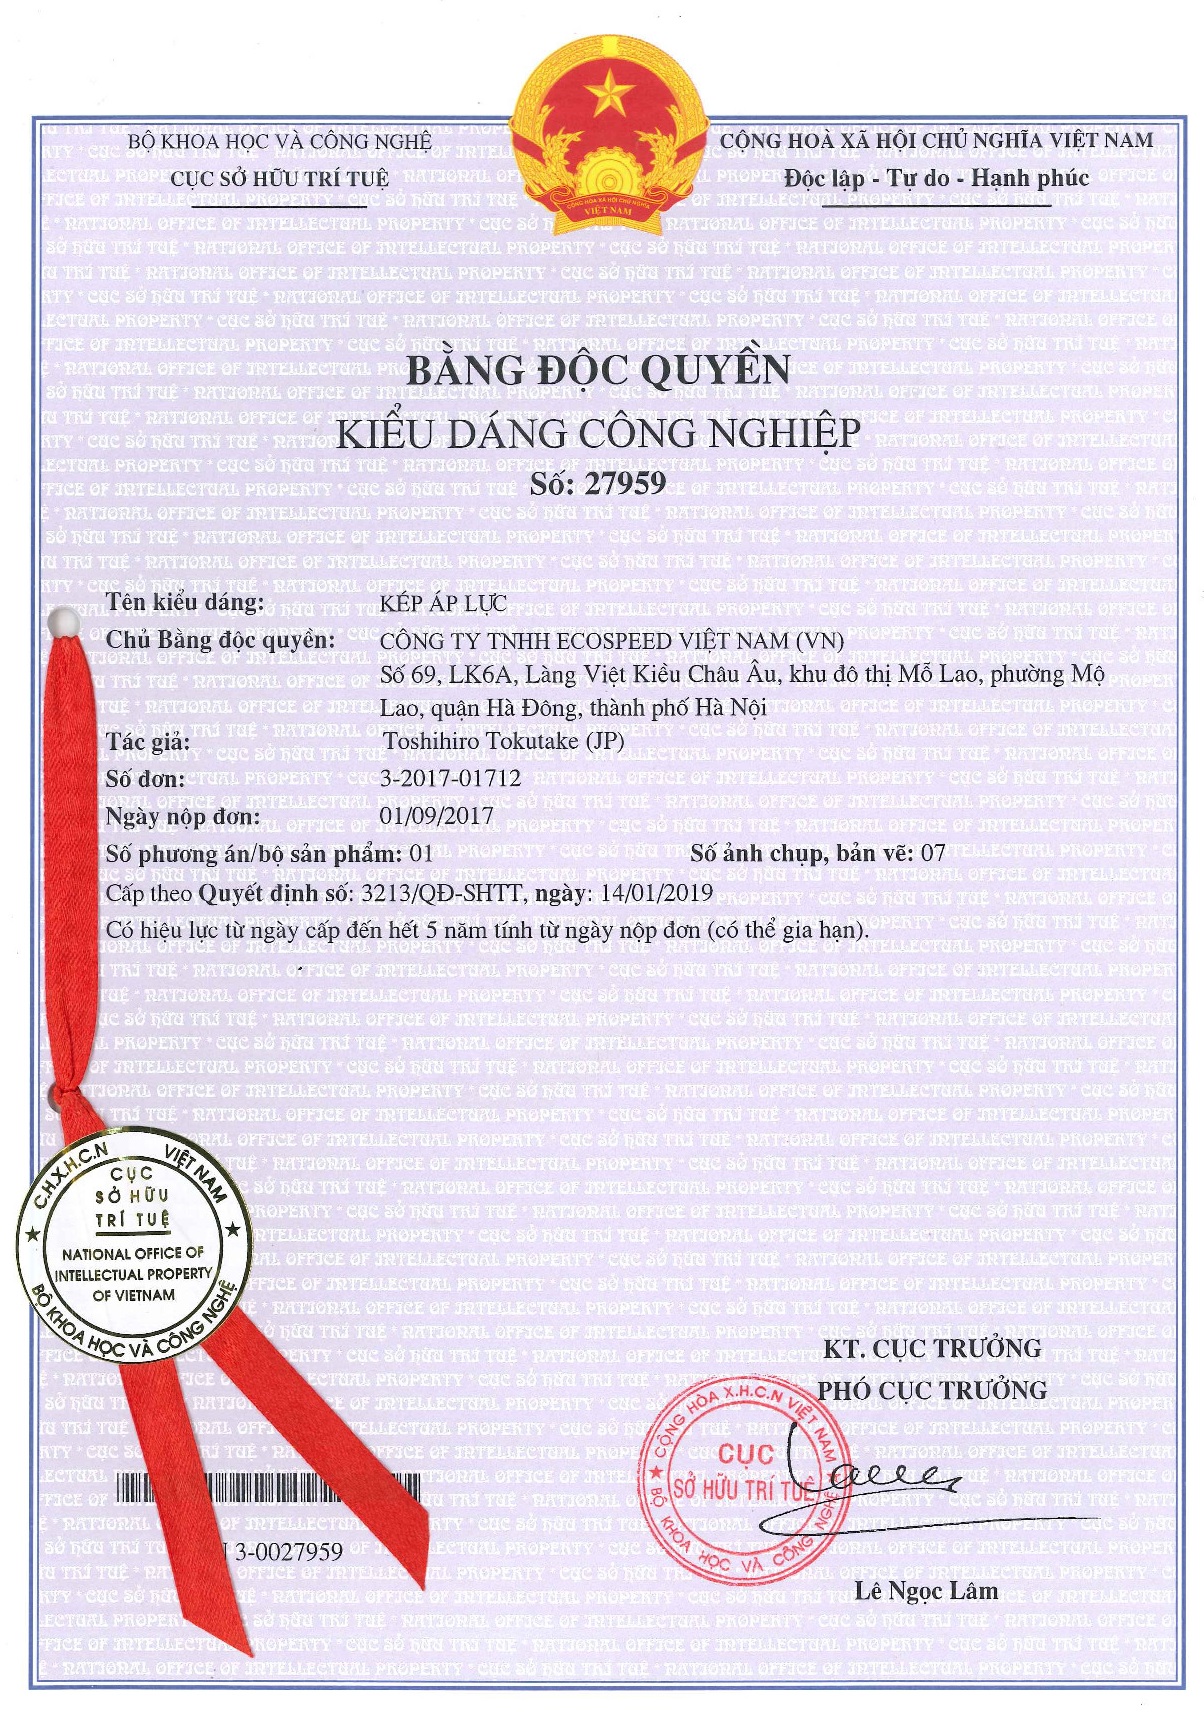 BỘ KHOA HỌC VÀ CÔNG NGHỆ
CỤC SỞ HỮU TRÍ TUỆ
CỘNG HOÀ XÃ HỘI CHỦ NGHĨA VIỆT NAM
Độc lập - Tự do - Hạnh phúc
CỘNG HÒA XÃ HỘI CHỦ NGHĨA
VIỆT NAM
BẰNG ĐỘC QUYỀN
KIỂU DÁNG CÔNG NGHIỆP
Số: 27959
Tên kiểu dáng: KÉP ÁP LỰC
Chủ Bằng độc quyền: CÔNG TY TNHH ECOSPEED VIỆT NAM (VN)
Số 69, LK6A, Làng Việt Kiều Châu Âu, khu đô thị Mỗ Lao, phường Mộ
Lao, quận Hà Đông, thành phố Hà Nội
Tác giả: Toshihiro Tokutake (JP)
Số đơn: 3-2017-01712
Ngày nộp đơn: 01/09/2017
Số phương án/bộ sản phẩm: 01 Số ảnh chụp, bản vẽ: 07
Cấp theo Quyết định số: 3213/QĐ-SHTT, ngày: 14/01/2019
Có hiệu lực từ ngày cấp đến hết 5 năm tính từ ngày nộp đơn (có thể gia hạn).
C.H.X.H.C.N VIỆT NAM
CỤC
SỞ HỮU
TRÍ TUỆ
NATIONAL OFFICE OF
INTELLECTUAL PROPERTY
OF VIETNAM
BỘ KHOA HỌC VÀ CÔNG NGHỆ
KT. CỤC TRƯỞNG
PHÓ CỤC TRƯỞNG
CỘNG HÒA X.H.C.N VIỆT NAM
CỤC
SỞ HỮU TRÍ TUỆ
BỘ KHOA HỌC VÀ CÔNG NGHỆ
3-0027959
Lê Ngọc Lâm